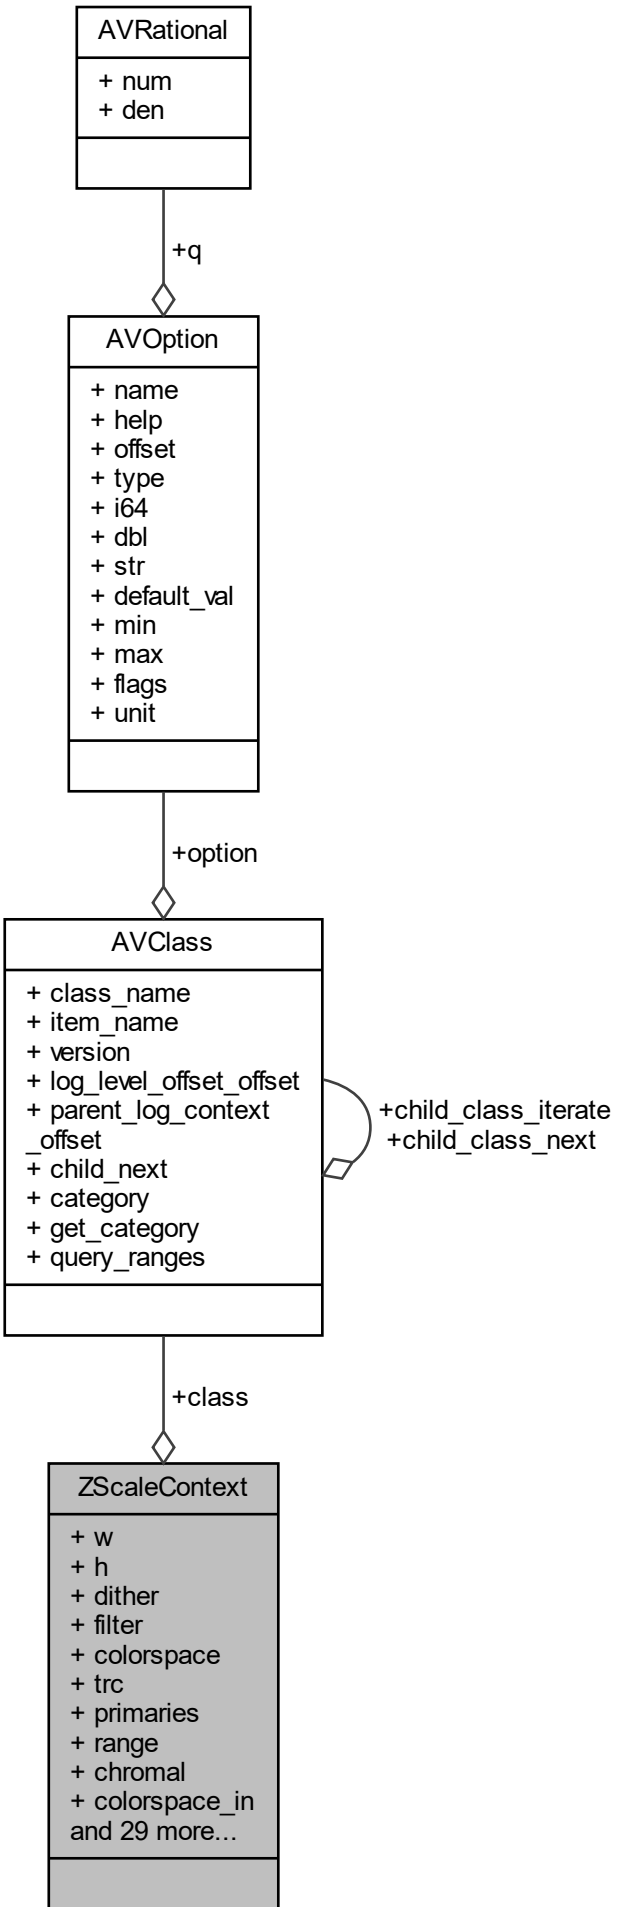 AVRational
+ num
+ den
+q
AVOption
+ name
+ help
+ offset
+ type
+ i64
+ dbl
+ str
+ default_val
+ min
+ max
+ flags
+ unit
+option
AVClass
+ class_name
+ item_name
+ version
+ log_level_offset_offset
+ parent_log_context
_offset
+ child_next
+ category
+ get_category
+ query_ranges
+child_class_iterate
+child_class_next
+class
ZScaleContext
+ w
+ h
+ dither
+ filter
+ colorspace
+ trc
+ primaries
+ range
+ chromal
+ colorspace_in
and 29 more...